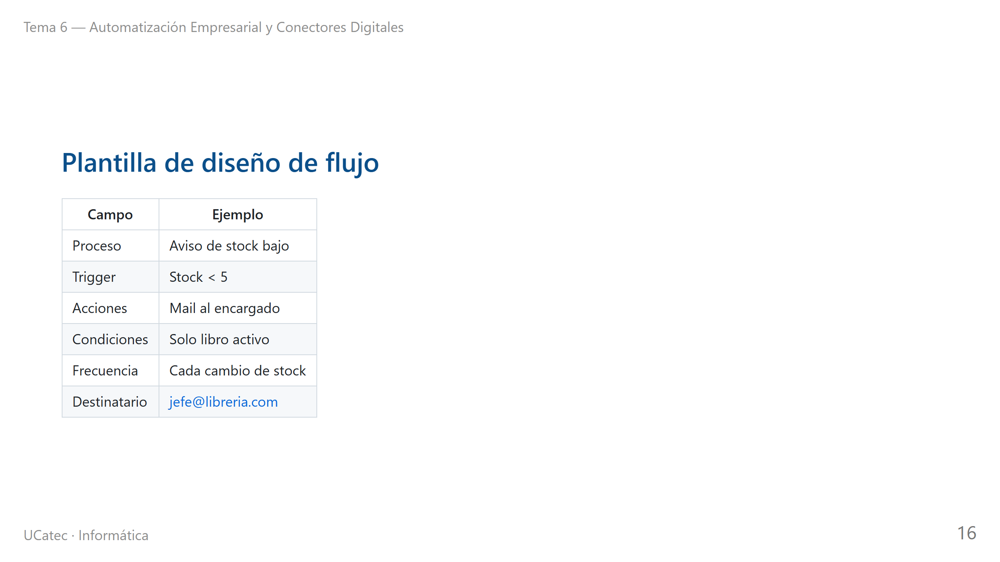 Tema 6 — Automatización Empresarial y Conectores Digitales
Plantilla de diseño de flujo
Campo Ejemplo
Proceso Aviso de stock bajo
Trigger Stock < 5
Acciones Mail al encargado
Condiciones Solo libro activo
Frecuencia Cada cambio de stock
Destinatario jefe@libreria.com
UCatec · Informática
16